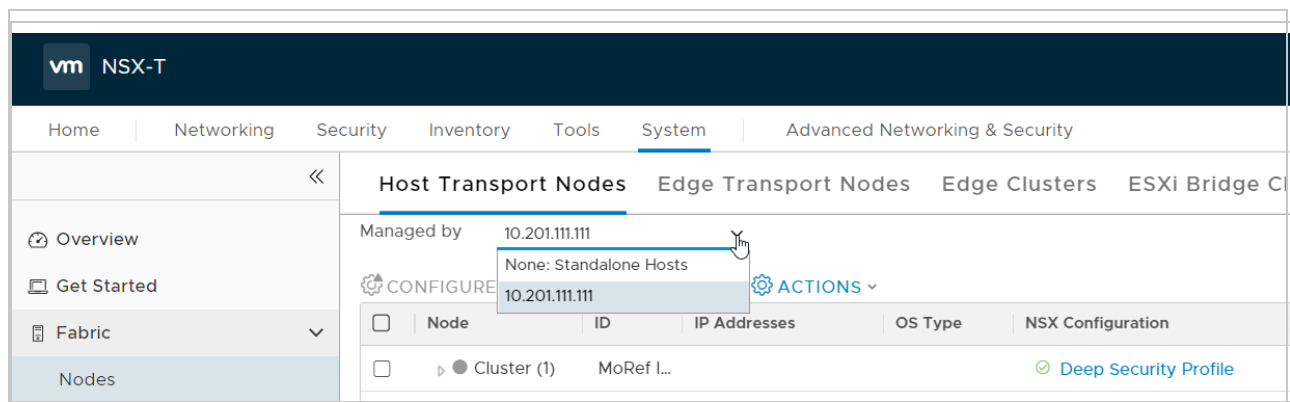 vm NSX-T
Home Networking Security Inventory Tools System Advanced Networking & Security
Host Transport Nodes Edge Transport Nodes Edge Clusters ESXi Bridge Cl
Managed by 10.201.111.111
Overview
None: Standalone Hosts
Get Started
CONFIGURE
10.201.111.111
ACTIONS
Fabric
Node ID IP Addresses OS Type NSX Configuration
Cluster (1) MoRef I... Deep Security Profile
Nodes